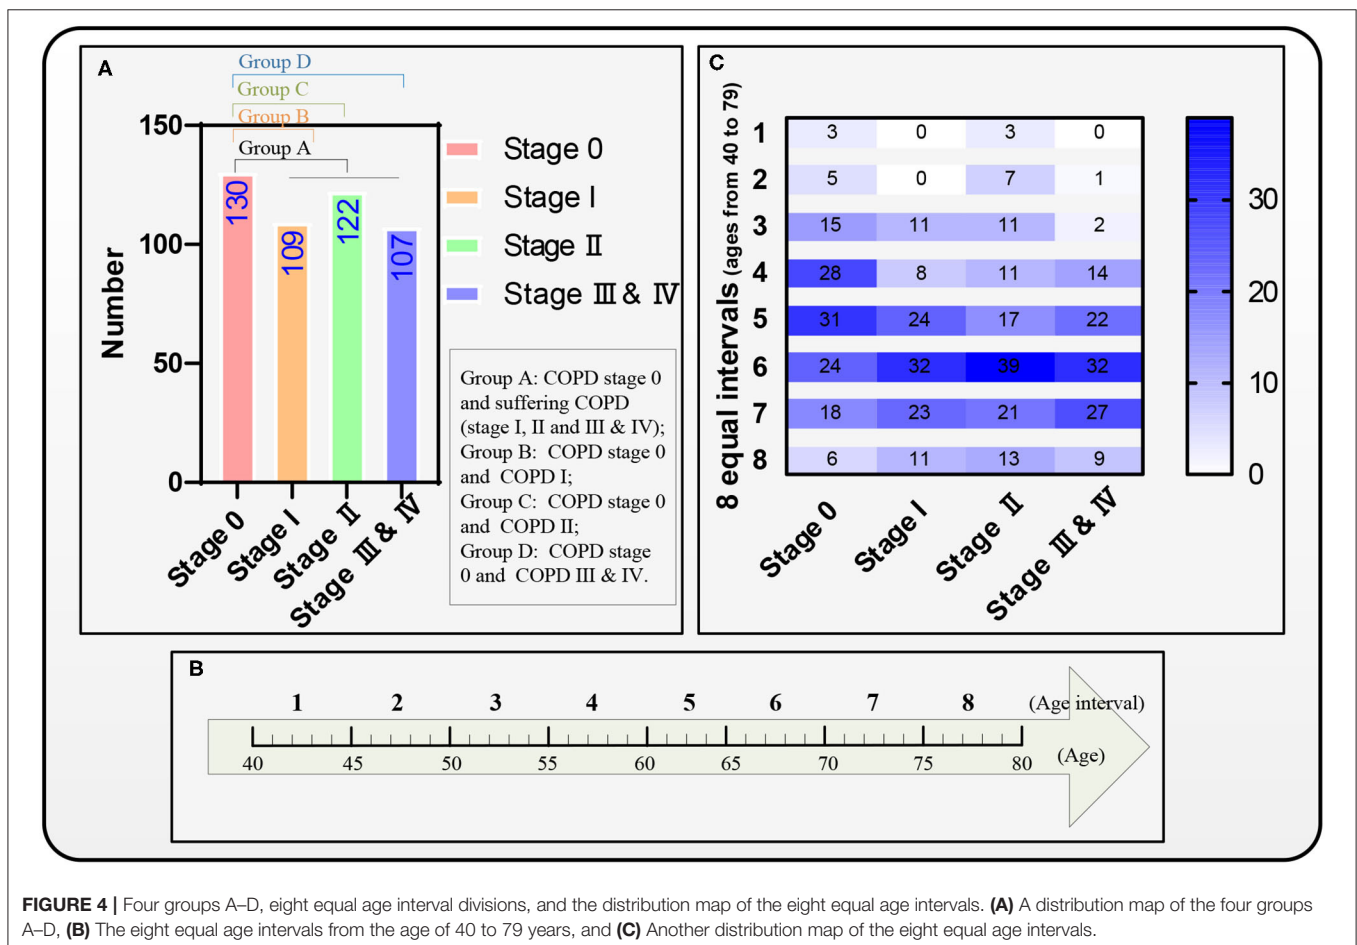 A
Group D
Group C
Group B
Group A
150
100
50
0
Number
130
109
122
107
Stage 0
Stage I
Stage II
Stage III & IV
Stage 0
Stage I
Stage II
Stage III & IV
Group A: COPD stage 0
and suffering COPD
(stage I, II and III & IV);
Group B: COPD stage 0
and COPD I;
Group C: COPD stage 0
and COPD II;
Group D: COPD stage
0 and COPD III & IV.
C
8 equal intervals (ages from 40 to 79)
1 3 0 3 0
2 5 0 7 1
3 15 11 11 2
4 28 8 11 14
5 31 24 17 22
6 24 32 39 32
7 18 23 21 27
8 6 11 13 9
Stage 0
Stage I
Stage II
Stage III & IV
30
20
10
0
B
1 2 3 4 5 6 7 8 (Age interval)
40 45 50 55 60 65 70 75 80 (Age)
FIGURE 4 | Four groups A–D, eight equal age interval divisions, and the distribution map of the eight equal age intervals. (A) A distribution map of the four groups
A–D, (B) The eight equal age intervals from the age of 40 to 79 years, and (C) Another distribution map of the eight equal age intervals.